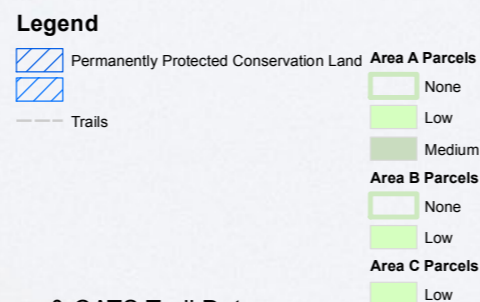 Legend
Permanently Protected Conservation Land
Trails
Area A Parcels
None
Low
Medium
Area B Parcels
None
Low
Area C Parcels
Low